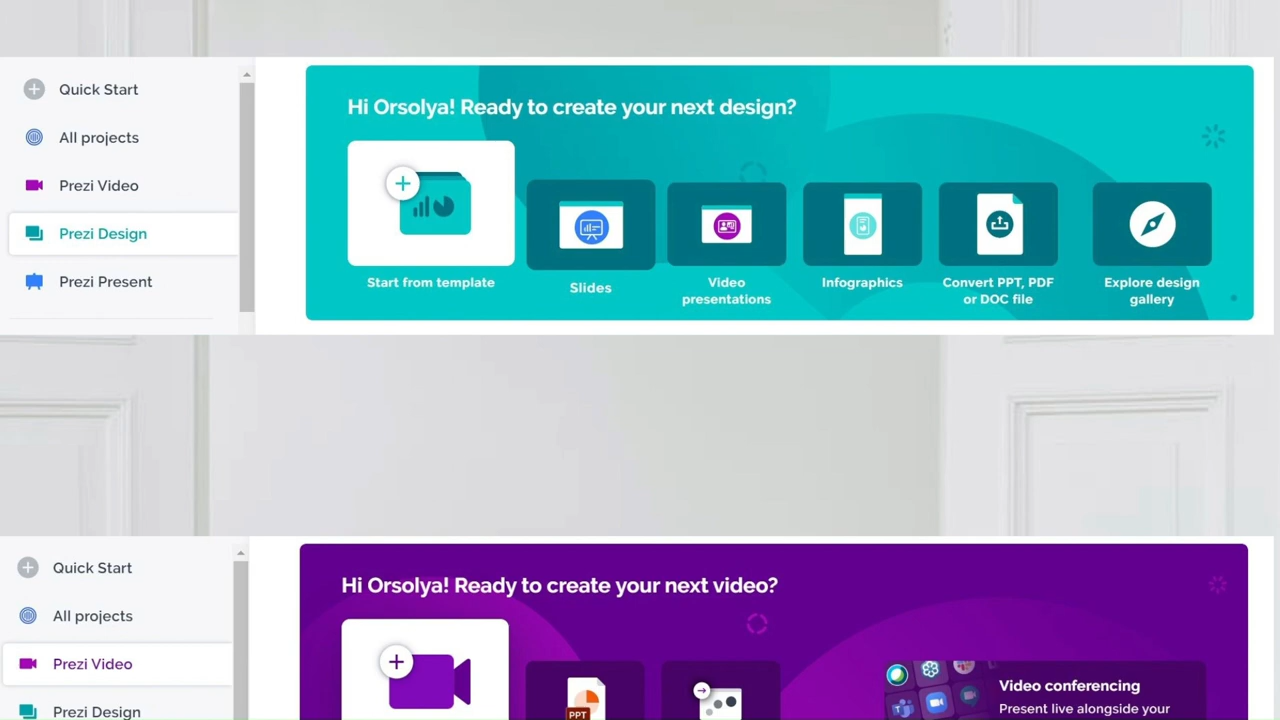 Quick Start
All projects
Prezi Video
Prezi Design
Prezi Present
Hi Orsolya! Ready to create your next design?
Start from template
Slides
Video
presentations
Infographics
Convert PPT, PDF
or DOC file
Explore design
gallery
Quick Start
All projects
Prezi Video
Prezi Design
Hi Orsolya! Ready to create your next video?
PPT
Video conferencing
Present live alongside your